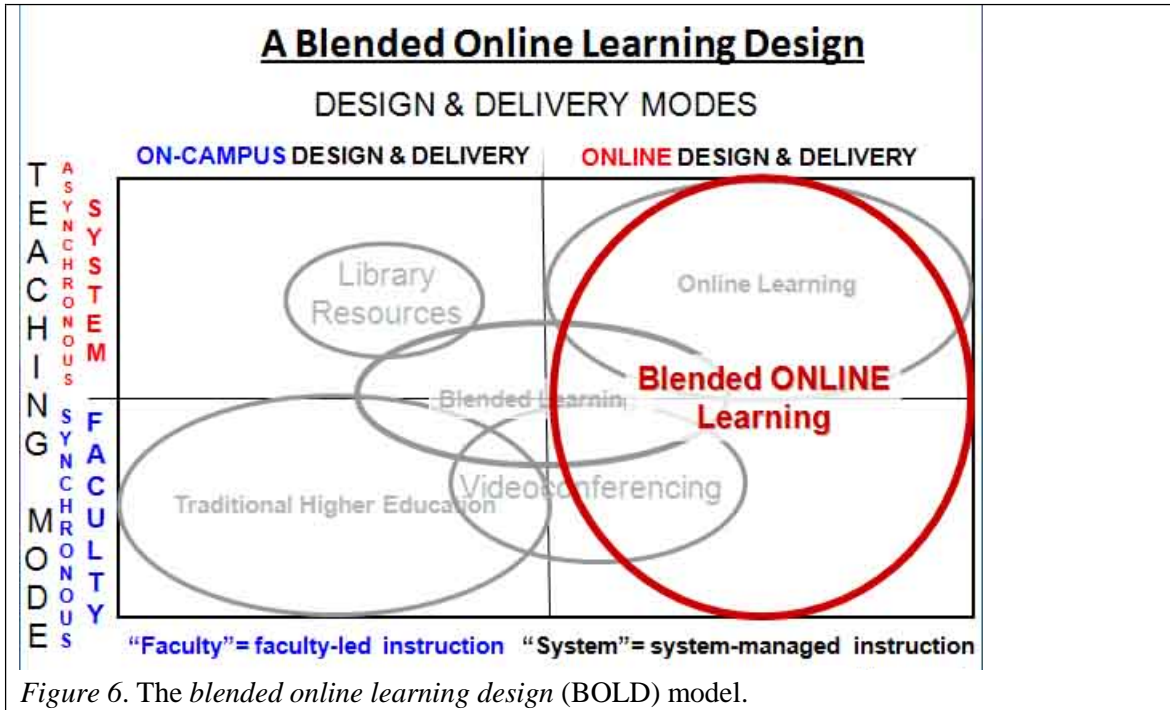 A Blended Online Learning Design
DESIGN & DELIVERY MODES
ON-CAMPUS DESIGN & DELIVERY
ONLINE DESIGN & DELIVERY
TEACHING MODE
ASYNCHRONOUS
SYSTEM
SYNCHRONOUS
FACULTY
Library
Resources
Online Learning
Blended ONLINE
Learning
Blended Learnin
Videoconferencing
Traditional Higher Education
“Faculty”= faculty-led instruction
“System”= system-managed instruction
Figure 6. The blended online learning design (BOLD) model.